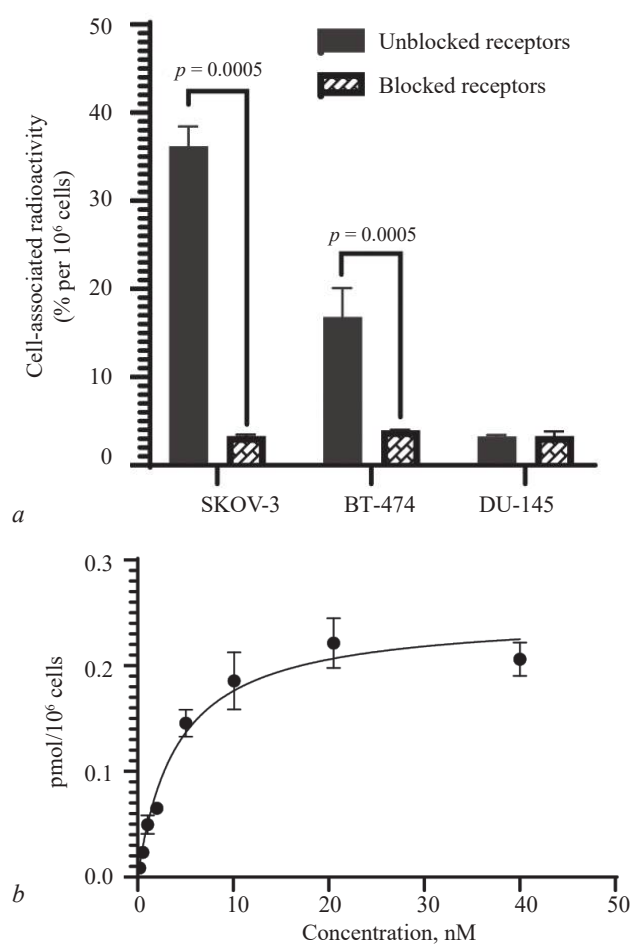 50
40
30
20
10
0
Cell-associated radioactivity
(% per 10⁶ cells)
Unblocked receptors
Blocked receptors
p = 0.0005
p = 0.0005
SKOV-3 BT-474 DU-145
a
0.3
0.2
0.1
0.0
pmol/10⁶ cells
0 10 20 30 40 50
Concentration, nM
b